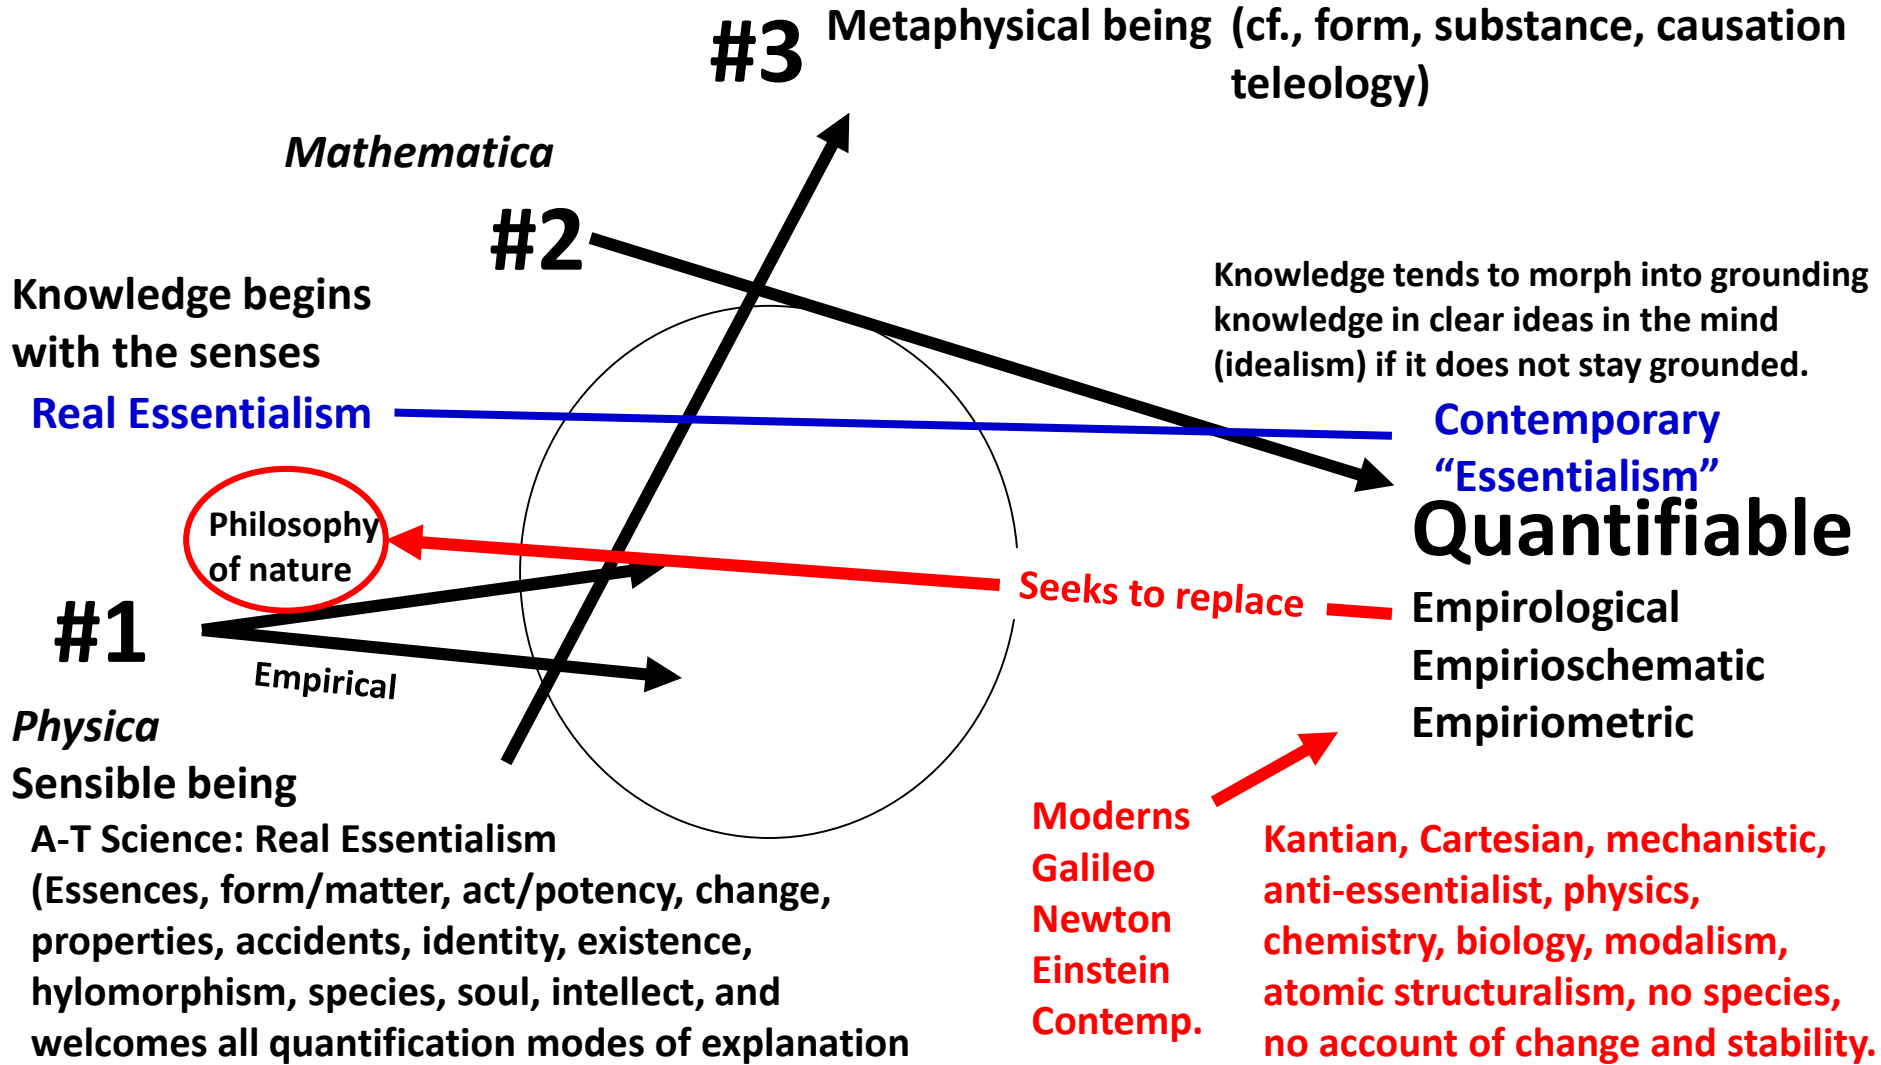 #3
Metaphysical being (cf., form, substance, causation
teleology)
Mathematica
#2
Knowledge begins
with the senses
Real Essentialism
Knowledge tends to morph into grounding
knowledge in clear ideas in the mind
(idealism) if it does not stay grounded.
Contemporary
“Essentialism”
Quantifiable
Philosophy
of nature
Seeks to replace
Empirological
Empirioschematic
Empiriometric
#1
Empirical
Physica
Sensible being
A-T Science: Real Essentialism
(Essences, form/matter, act/potency, change,
properties, accidents, identity, existence,
hylomorphism, species, soul, intellect, and
welcomes all quantification modes of explanation
Moderns
Galileo
Newton
Einstein
Contemp.
Kantian, Cartesian, mechanistic,
anti-essentialist, physics,
chemistry, biology, modalism,
atomic structuralism, no species,
no account of change and stability.